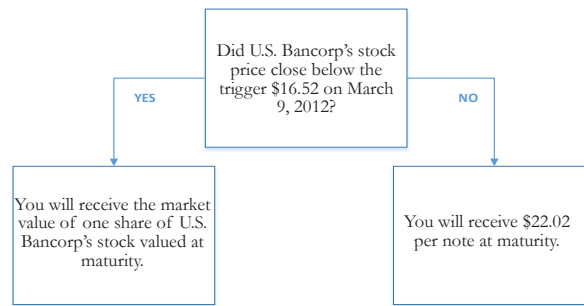 Did U.S. Bancorp’s stock
price close below the
trigger $16.52 on March
9, 2012?
YES
NO
You will receive the market
value of one share of U.S.
Bancorp’s stock valued at
maturity.
You will receive $22.02
per note at maturity.